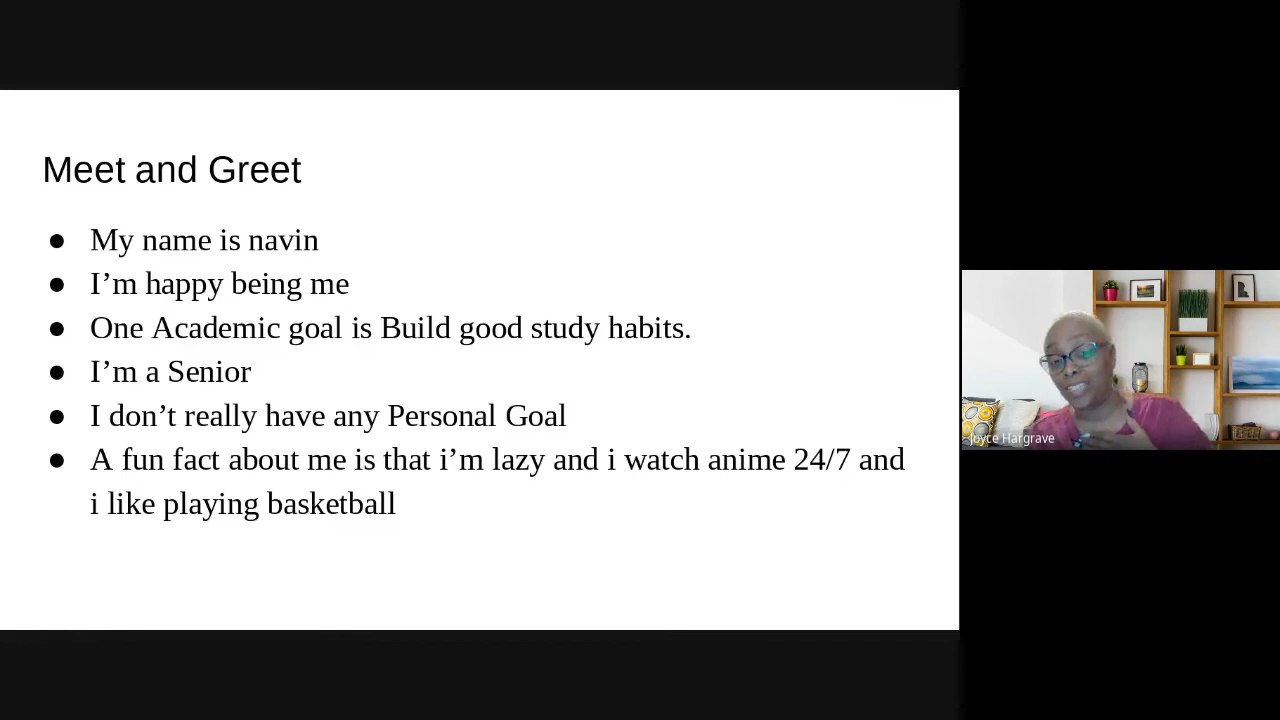 Meet and Greet
● My name is navin
● I’m happy being me
● One Academic goal is Build good study habits.
● I’m a Senior
● I don’t really have any Personal Goal
● A fun fact about me is that i’m lazy and i watch anime 24/7 and
i like playing basketball
Joyce Hargrave